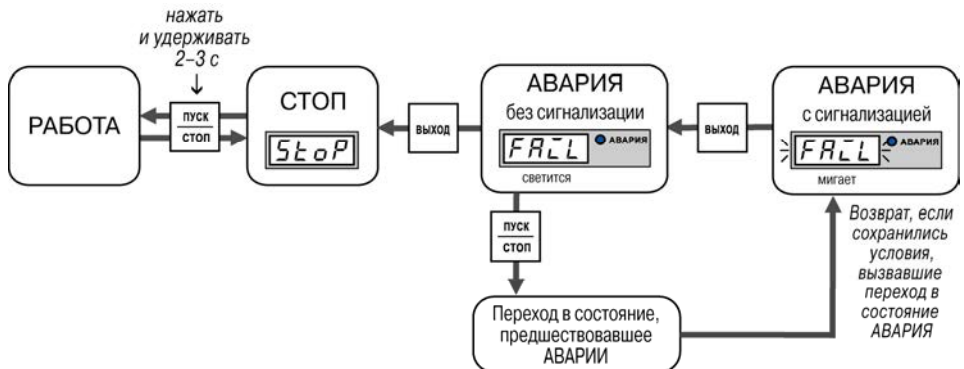 нажать
и удерживать
2–3 с
РАБОТА
ПУСК
СТОП
СТОП
StoP
ВЫХОД
АВАРИЯ
без сигнализации
FAIL
АВАРИЯ
светится
ВЫХОД
АВАРИЯ
с сигнализацией
FAIL
АВАРИЯ
мигает
ПУСК
СТОП
Переход в состояние,
предшествовавшее
АВАРИИ
Возврат, если
сохранились
условия,
вызвавшие
переход в
состояние
АВАРИЯ